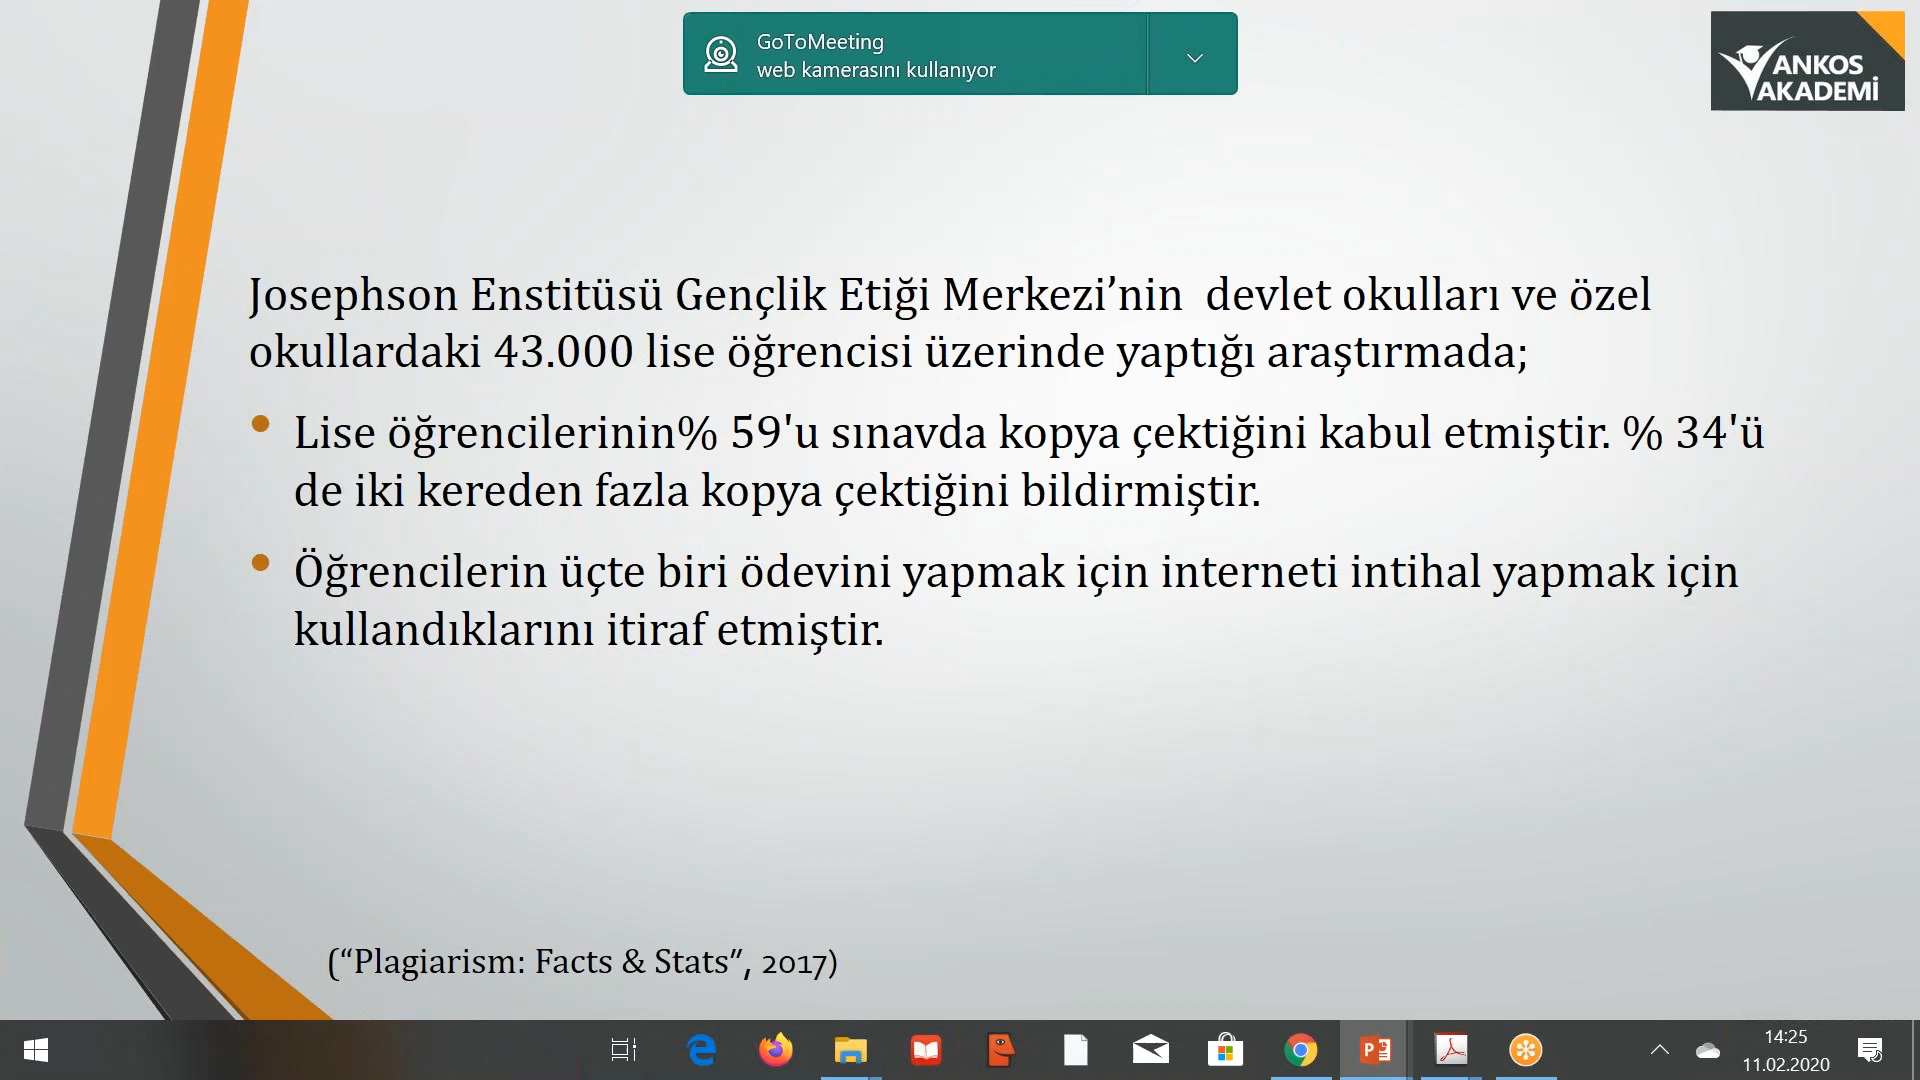 GoToMeeting
web kamerasını kullanıyor
ANKOS
AKADEMİ
Josephson Enstitüsü Gençlik Etiği Merkezi’nin  devlet okulları ve özel
okullardaki 43.000 lise öğrencisi üzerinde yaptığı araştırmada;
Lise öğrencilerinin% 59'u sınavda kopya çektiğini kabul etmiştir. % 34'ü
de iki kereden fazla kopya çektiğini bildirmiştir.
Öğrencilerin üçte biri ödevini yapmak için interneti intihal yapmak için
kullandıklarını itiraf etmiştir.
(“Plagiarism: Facts & Stats”, 2017)
14:25
11.02.2020